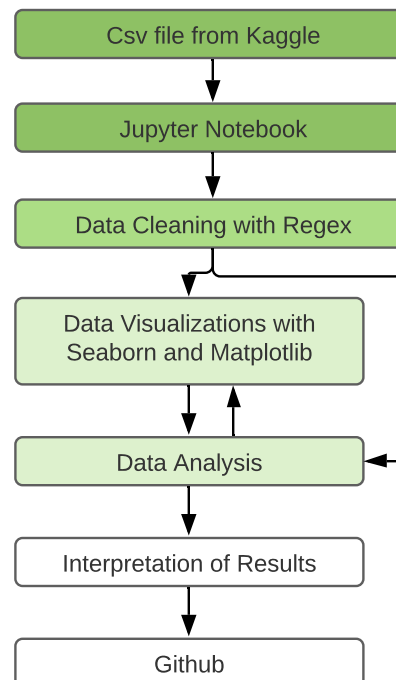 Csv file from Kaggle
Jupyter Notebook
Data Cleaning with Regex
Data Visualizations with
Seaborn and Matplotlib
Data Analysis
Interpretation of Results
Github